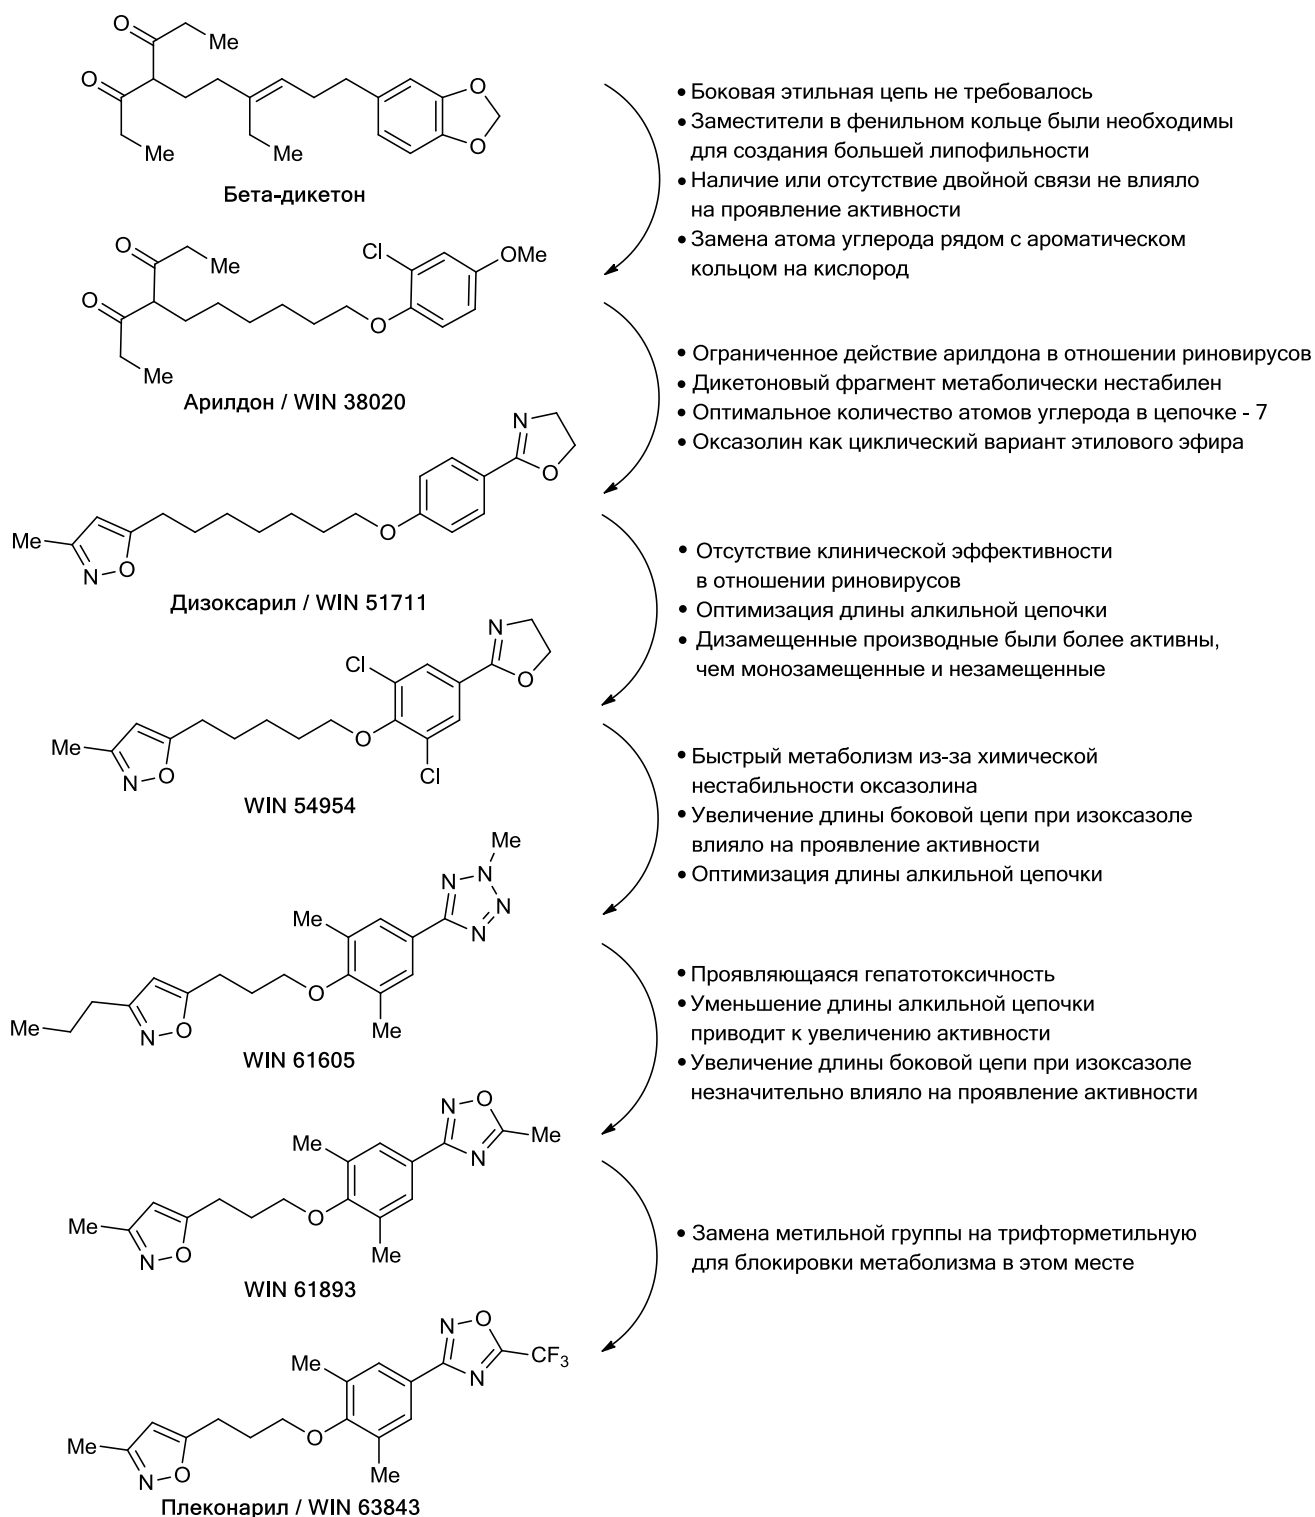 O
Me
O
Me
Me
O
O
Бета-дикетон
• Боковая этильная цепь не требовалось
• Заместители в фенильном кольце были необходимы
для создания большей липофильности
• Наличие или отсутствие двойной связи не влияло
на проявление активности
• Замена атома углерода рядом с ароматическом
кольцом на кислород
O
Me
Cl
OMe
O
O
Me
Арилдон / WIN 38020
• Ограниченное действие арилдона в отношении риновирусов
• Дикетоновый фрагмент метаболически нестабилен
• Оптимальное количество атомов углерода в цепочке - 7
• Оксазолин как циклический вариант этилового эфира
N
O
O
Me
N
O
Дизоксарил / WIN 51711
• Отсутствие клинической эффективности
в отношении риновирусов
• Оптимизация длины алкильной цепочки
• Дизамещенные производные были более активны,
чем монозамещенные и незамещенные
N
Cl
O
O
Me
N
O
Cl
WIN 54954
• Быстрый метаболизм из-за химической
нестабильности оксазолина
• Увеличение длины боковой цепи при изоксазоле
влияло на проявление активности
• Оптимизация длины алкильной цепочки
Me
N
N
N
N
Me
O
Me
N
O
Me
WIN 61605
• Проявляющаяся гепатотоксичность
• Уменьшение длины алкильной цепочки
приводит к увеличению активности
• Увеличение длины боковой цепи при изоксазоле
незначительно влияло на проявление активности
N
O
Me
N
Me
O
Me
N
O
Me
WIN 61893
• Замена метильной группы на трифторметильную
для блокировки метаболизма в этом месте
N
O
CF3
N
Me
O
Me
N
O
Me
Плеконарил / WIN 63843